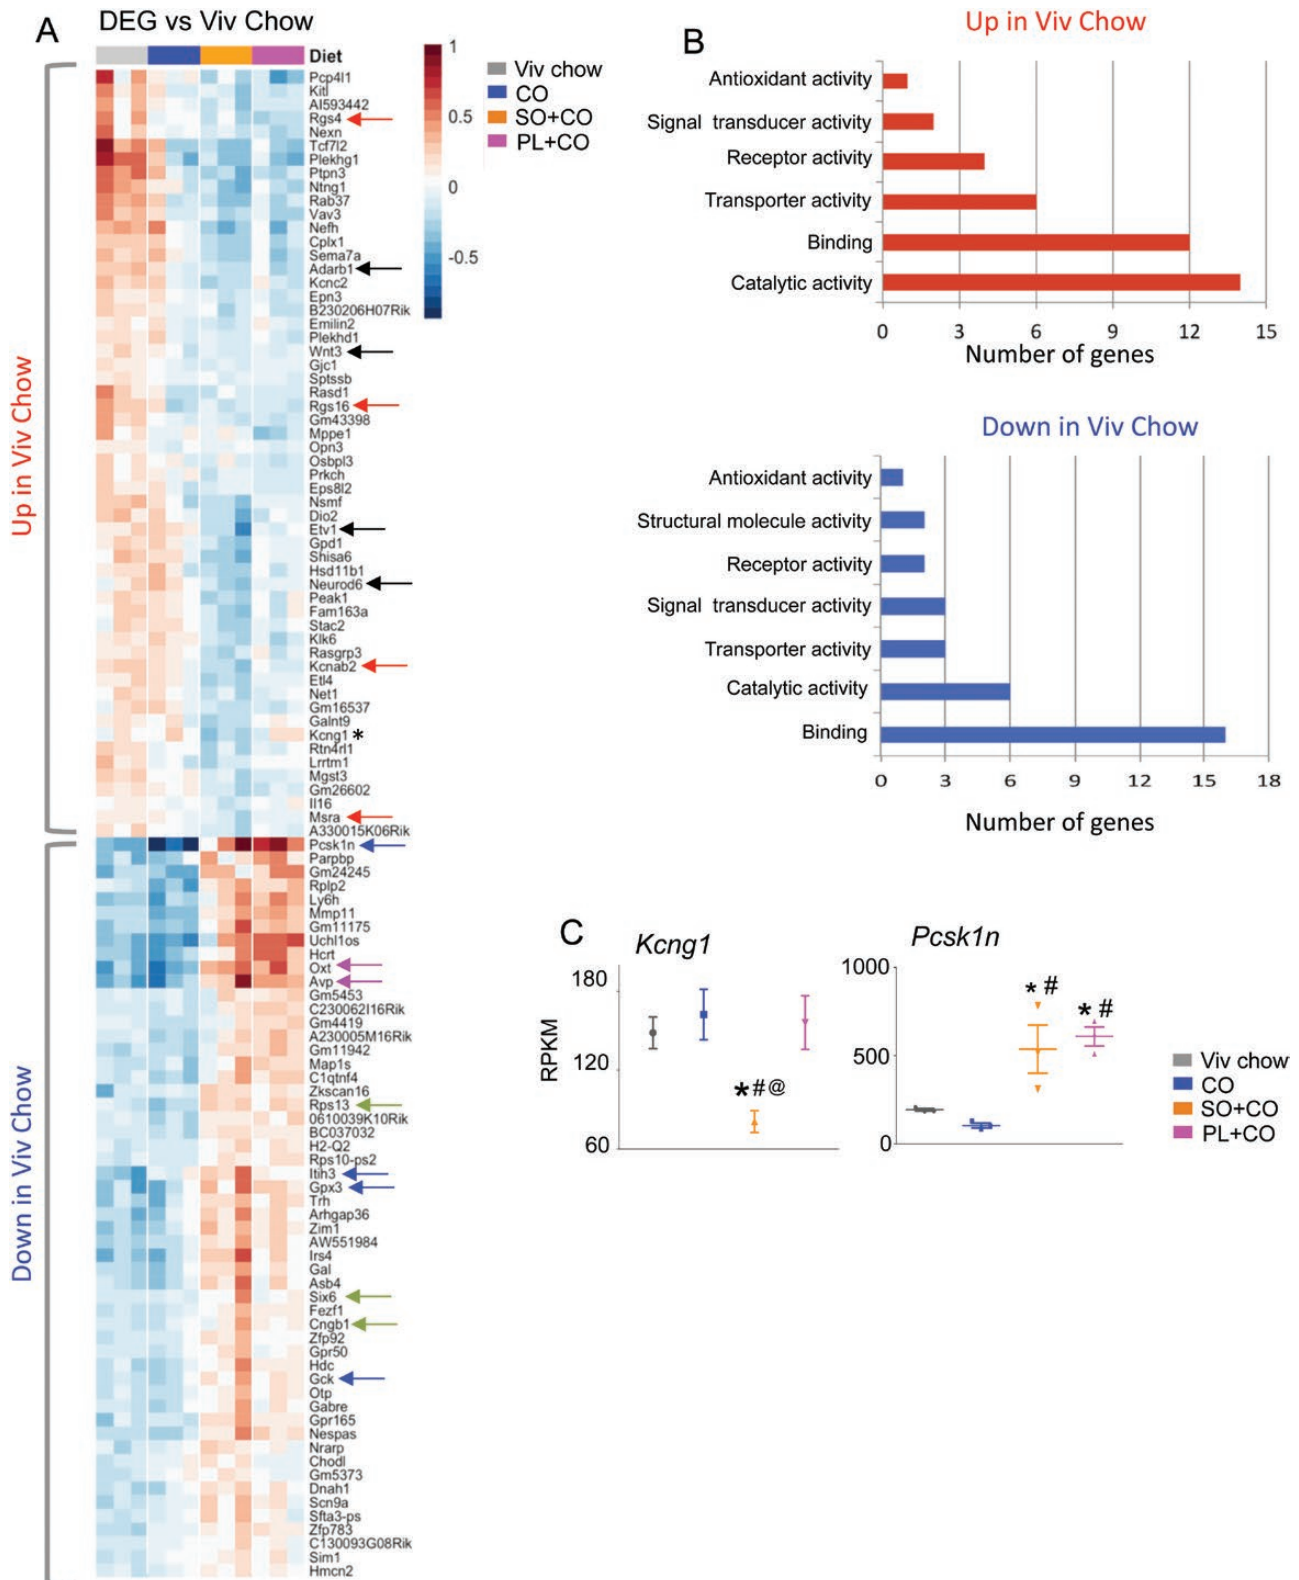 A
DEG vs Viv Chow
Diet
Pcp4l1
Kitl
AI593442
Rgs4
Nexn
Tcf7l2
Plekhg1
Ptpn3
Ntng1
Rab37
Vav3
Nefh
Cplx1
Sema7a
Adarb1
Kcnc2
Epn3
B230206H07Rik
Emilin2
Plekhd1
Wnt3
Gjc1
Sptssb
Rasd1
Rgs16
Gm43398
Mppe1
Opn3
Osbpl3
Prkch
Eps8l2
Nsmf
Dio2
Etv1
Gpd1
Shisa6
Hsd11b1
Neurod6
Peak1
Fam163a
Stac2
Klk6
Rasgrp3
Kcnab2
Etl4
Net1
Gm16537
Galnt9
Kcng1 *
Rtn4rl1
Lrrtm1
Mgst3
Gm26602
Il16
Msra
A330015K06Rik
Pcsk1n
Parpbp
Gm24245
Rplp2
Ly6h
Mmp11
Gm11175
Uchl1os
Hcrt
Oxt
Avp
Gm5453
C230062I16Rik
Gm4419
A230005M16Rik
Gm11942
Map1s
C1qtnf4
Zkscan16
Rps13
0610039K10Rik
BC037032
H2-Q2
Rps10-ps2
Itih3
Gpx3
Trh
Arhgap36
Zim1
AW551984
Irs4
Gal
Asb4
Six6
Fezf1
Cngb1
Zfp92
Gpr50
Hdc
Gck
Otp
Gabre
Gpr165
Nespas
Nrarp
Chodl
Gm5373
Dnah1
Scn9a
Sfta3-ps
Zfp783
C130093G08Rik
Sim1
Hmcn2
Up in Viv Chow
Down in Viv Chow
1
0.5
0
-0.5
Viv chow
CO
SO+CO
PL+CO
B
Up in Viv Chow
Antioxidant activity
Signal transducer activity
Receptor activity
Transporter activity
Binding
Catalytic activity
0 3 6 9 12 15
Number of genes
Down in Viv Chow
Antioxidant activity
Structural molecule activity
Receptor activity
Signal transducer activity
Transporter activity
Catalytic activity
Binding
0 3 6 9 12 15 18
Number of genes
C
Kcng1
RPKM
180
120
60
*#@
Pcsk1n
1000
500
0
* #
* #
Viv chow
CO
SO+CO
PL+CO